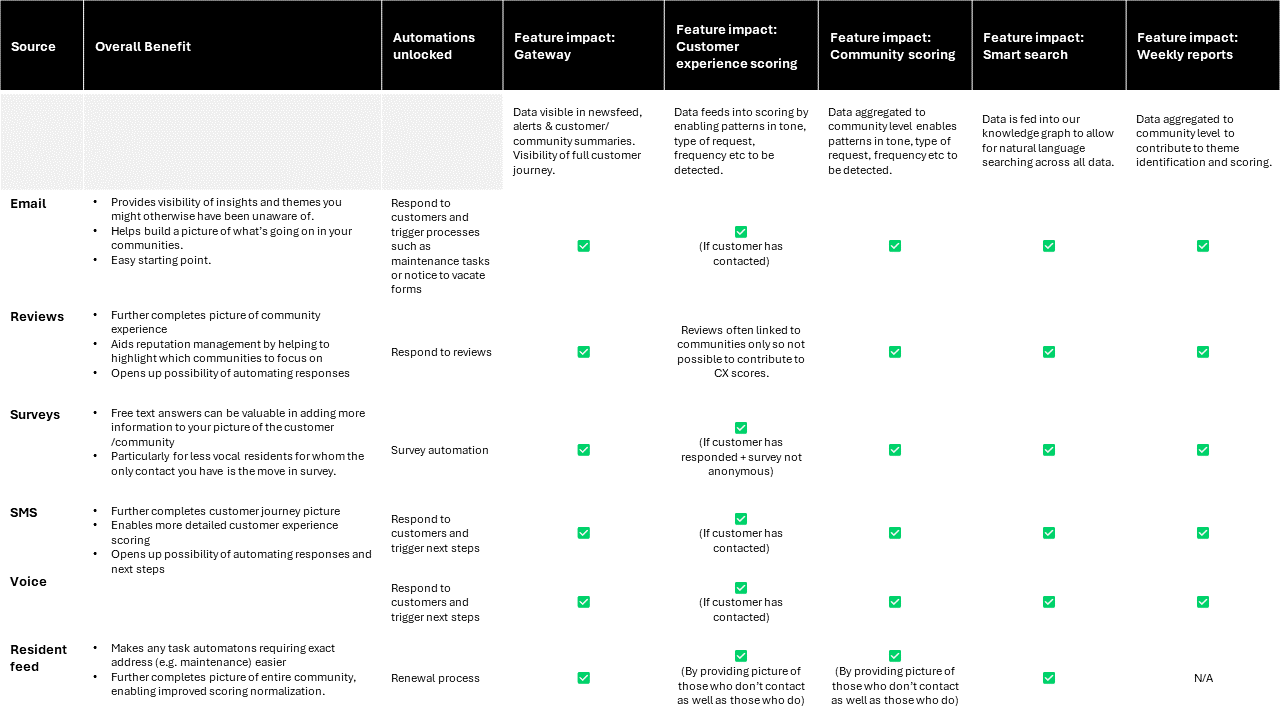 Source
Overall Benefit
Automations
unlocked
Feature impact:
Gateway
Feature impact:
Customer
experience scoring
Feature impact:
Community scoring
Feature impact:
Smart search
Feature impact:
Weekly reports
Data visible in newsfeed,
alerts & customer/
community summaries.
Visibility of full customer
journey.
Data feeds into scoring by
enabling patterns in tone,
type of request,
frequency etc to be
detected.
Data aggregated to
community level enables
patterns in tone, type of
request, frequency etc to
be detected.
Data is fed into our
knowledge graph to allow
for natural language
searching across all data.
Data aggregated to
community level to
contribute to theme
identification and scoring.
Email
• Provides visibility of insights and themes you
might otherwise have been unaware of.
• Helps build a picture of what's going on in your
communities.
• Easy starting point.
Respond to
customers and
trigger processes
such as
maintenance tasks
or notice to vacate
forms
✅
✅
(If customer has
contacted)
✅
✅
✅
Reviews
• Further completes picture of community
experience
• Aids reputation management by helping to
highlight which communities to focus on
• Opens up possibility of automating responses
Respond to reviews
✅
Reviews often linked to
communities only so not
possible to contribute to
CX scores.
✅
✅
✅
Surveys
• Free text answers can be valuable in adding more
information to your picture of the customer
/community
• Particularly for less vocal residents for whom the
only contact you have is the move in survey.
Survey automation
✅
✅
(If customer has
responded + survey not
anonymous)
✅
✅
✅
SMS
• Further completes customer journey picture
• Enables more detailed customer experience
scoring
• Opens up possibility of automating responses and
next steps
Respond to
customers and
trigger next steps
✅
✅
(If customer has
contacted)
✅
✅
✅
Voice
Respond to
customers and
trigger next steps
✅
✅
(If customer has
contacted)
✅
✅
✅
Resident
feed
• Makes any task automatons requiring exact
address (e.g. maintenance) easier
• Further completes picture of entire community,
enabling improved scoring normalization.
Renewal process
✅
✅
(By providing picture of
those who don't contact
as well as those who do)
✅
(By providing picture of
those who don't contact
as well as those who do)
✅
N/A